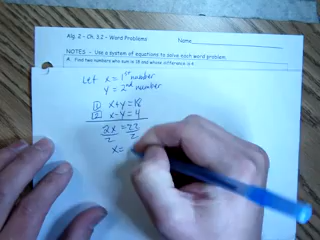 Alg. 2 - Ch. 3.2 - Word Problems Name
NOTES - Use a system of equations to solve each word problem.
A. Find two numbers who sum is 18 and whose difference is 4.
Let x = 1st number
y = 2nd number
1 x+y=18
2 x-y=4
2x = 22
2 2
x=